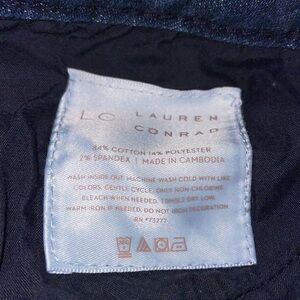 LC LAUREN
CONRAD
84% COTTON 14% POLYESTER
2% SPANDEX | MADE IN CAMBODIA
WASH INSIDE OUT. MACHINE WASH COLD WITH LIKE
COLORS. GENTLE CYCLE. ONLY NON-CHLORINE
BLEACH WHEN NEEDED. TUMBLE DRY LOW.
WARM IRON IF NEEDED. DO NOT IRON DECORATION
RN #73277